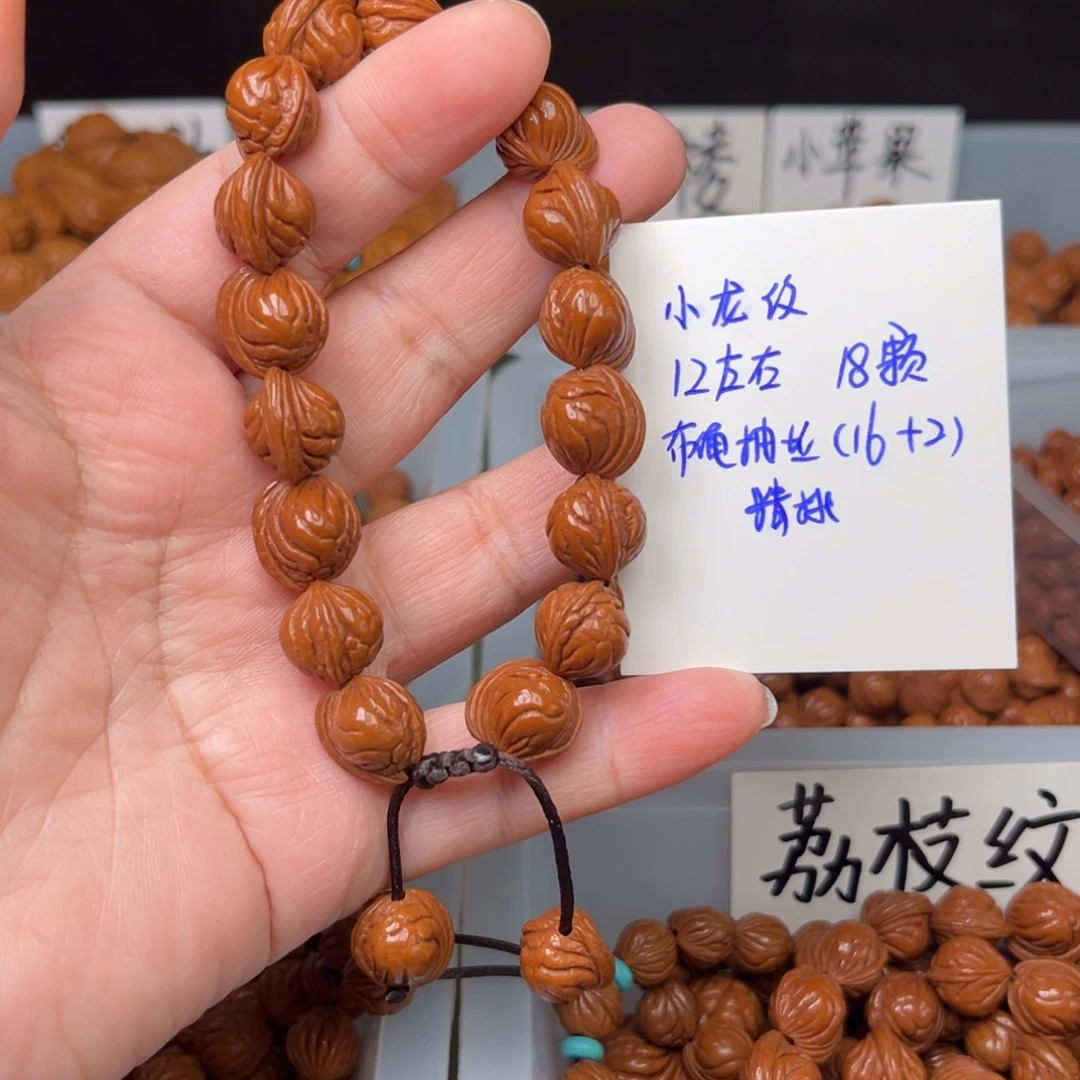 小苹果
小龙纹
12左右 18颗
布绳抽丝(16+2)
精挑
荔枝纹